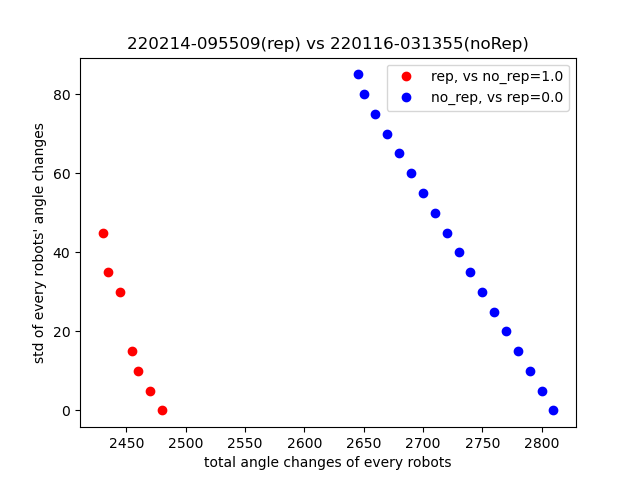 220214-095509(rep) vs 220116-031355(noRep)
rep, vs no_rep=1.0
no_rep, vs rep=0.0
std of every robots' angle changes
80
60
40
20
0
2450 2500 2550 2600 2650 2700 2750 2800
total angle changes of every robots